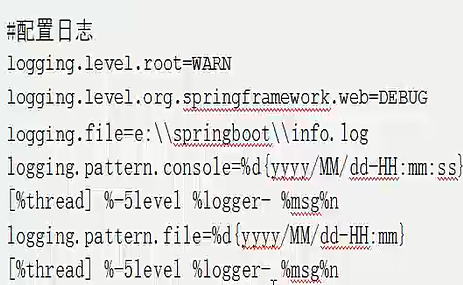 #配置日志
logging.level.root=WARN
logging.level.org.springframework.web=DEBUG
logging.file=e:\\springboot\\info.log
logging.pattern.console=%d{yyyy/MM/dd-HH:mm:ss}
[%thread] %-5level %logger- %msg%n
logging.pattern.file=%d{yyyy/MM/dd-HH:mm}
[%thread] %-5level %logger- %msg%n